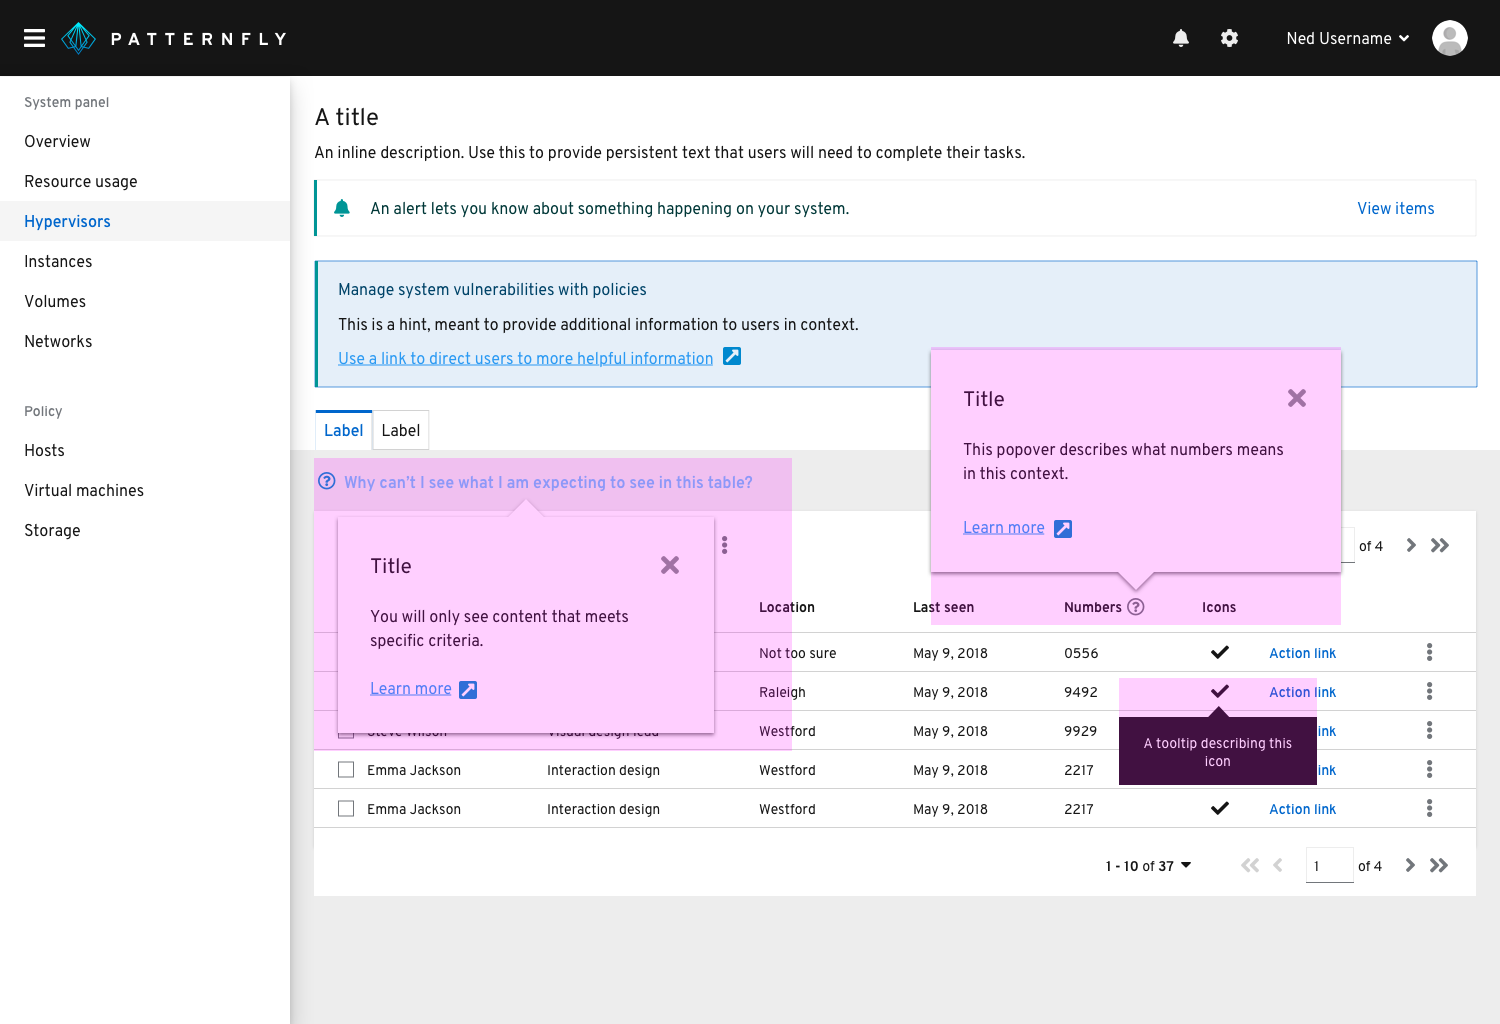 PATTERNFLY
Ned Username
System panel
Overview
Resource usage
Hypervisors
Instances
Volumes
Networks
Policy
Hosts
Virtual machines
Storage
A title
An inline description. Use this to provide persistent text that users will need to complete their tasks.
An alert lets you know about something happening on your system.
View items
Manage system vulnerabilities with policies
This is a hint, meant to provide additional information to users in context.
Use a link to direct users to more helpful information
Label
Label
Why can't I see what I am expecting to see in this table?
Title
This popover describes what numbers means
in this context.
Learn more
of 4
Title
You will only see content that meets
specific criteria.
Learn more
Location Last seen Numbers Icons
Not too sure May 9, 2018 0556 Action link
Raleigh May 9, 2018 9492 Action link
Steve Wilson Visual design lead Westford May 9, 2018 9929 ink
A tooltip describing this
icon
Emma Jackson Interaction design Westford May 9, 2018 2217 ink
Emma Jackson Interaction design Westford May 9, 2018 2217 Action link
1 - 10 of 37 1 of 4